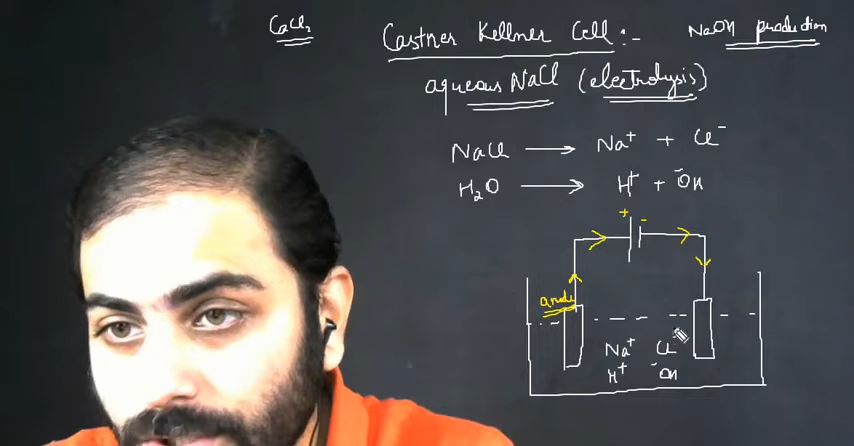 CaCl₂
Castner Kellner Cell :-
NaOH production
aqueous NaCl (electrolysis)
NaCl ⟶ Na⁺ + Cl⁻
H₂O ⟶ H⁺ + ⁻OH
+ -
anode
Na⁺ Cl⁻
H⁺ ⁻OH